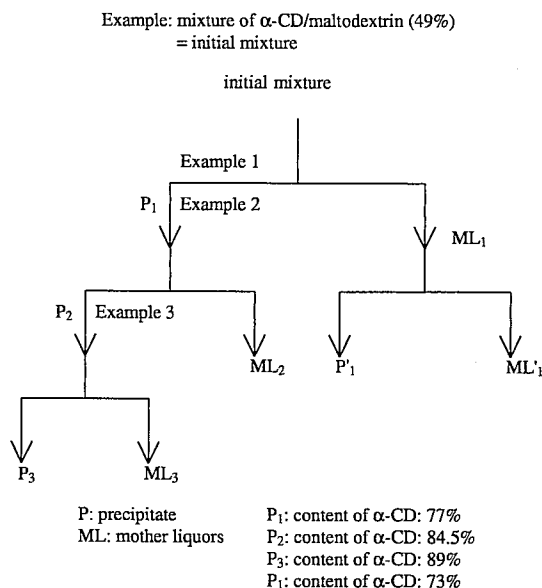 Example: mixture of α-CD/maltodextrin (49%)
= initial mixture
initial mixture
Example 1
P₁ Example 2
ML₁
P₂ Example 3
ML₂ P'₁ ML'₁
P₃ ML₃
P: precipitate
ML: mother liquors
P₁: content of α-CD: 77%
P₂: content of α-CD: 84.5%
P₃: content of α-CD: 89%
P₁: content of α-CD: 73%